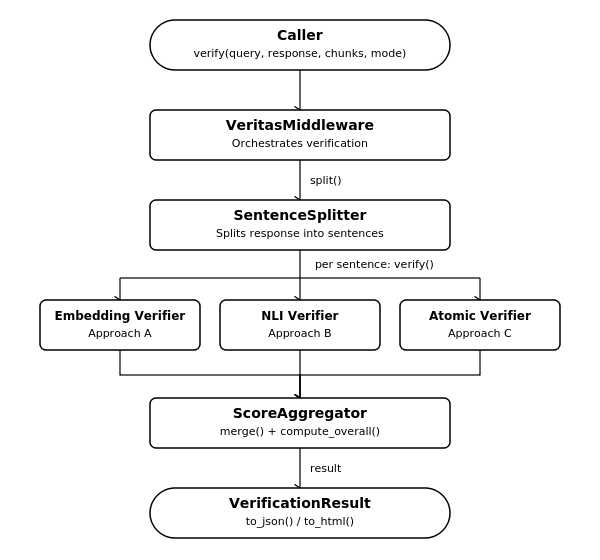 Caller
verify(query, response, chunks, mode)
VeritasMiddleware
Orchestrates verification
split()
SentenceSplitter
Splits response into sentences
per sentence: verify()
Embedding Verifier
Approach A
NLI Verifier
Approach B
Atomic Verifier
Approach C
ScoreAggregator
merge() + compute_overall()
result
VerificationResult
to_json() / to_html()